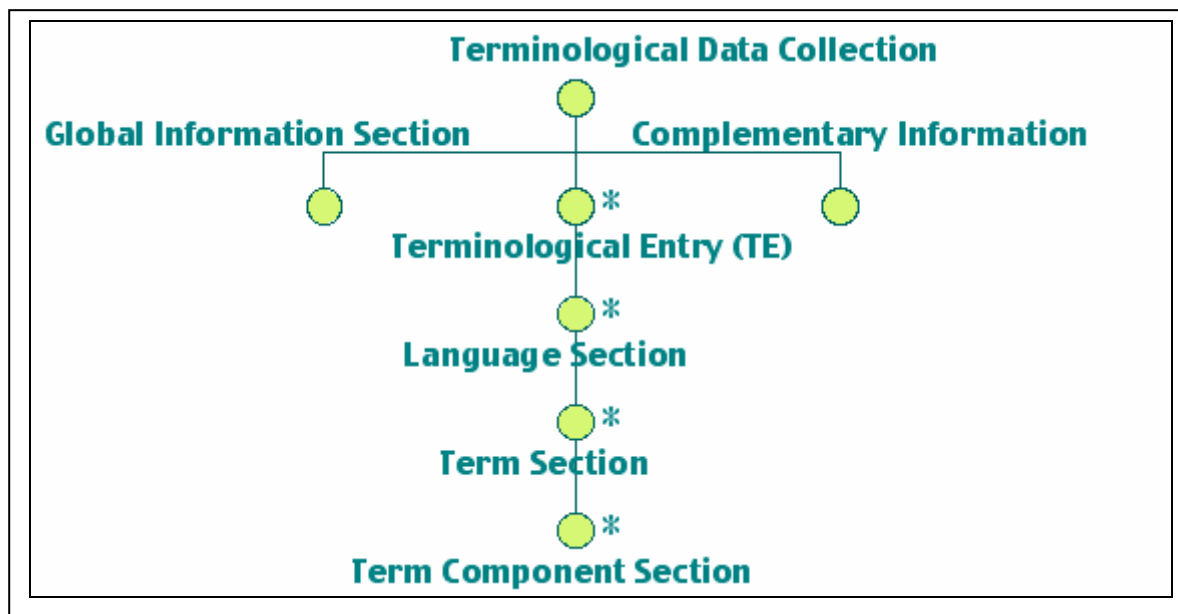 Terminological Data Collection
Global Information Section
Complementary Information
*
Terminological Entry (TE)
*
Language Section
*
Term Section
*
Term Component Section